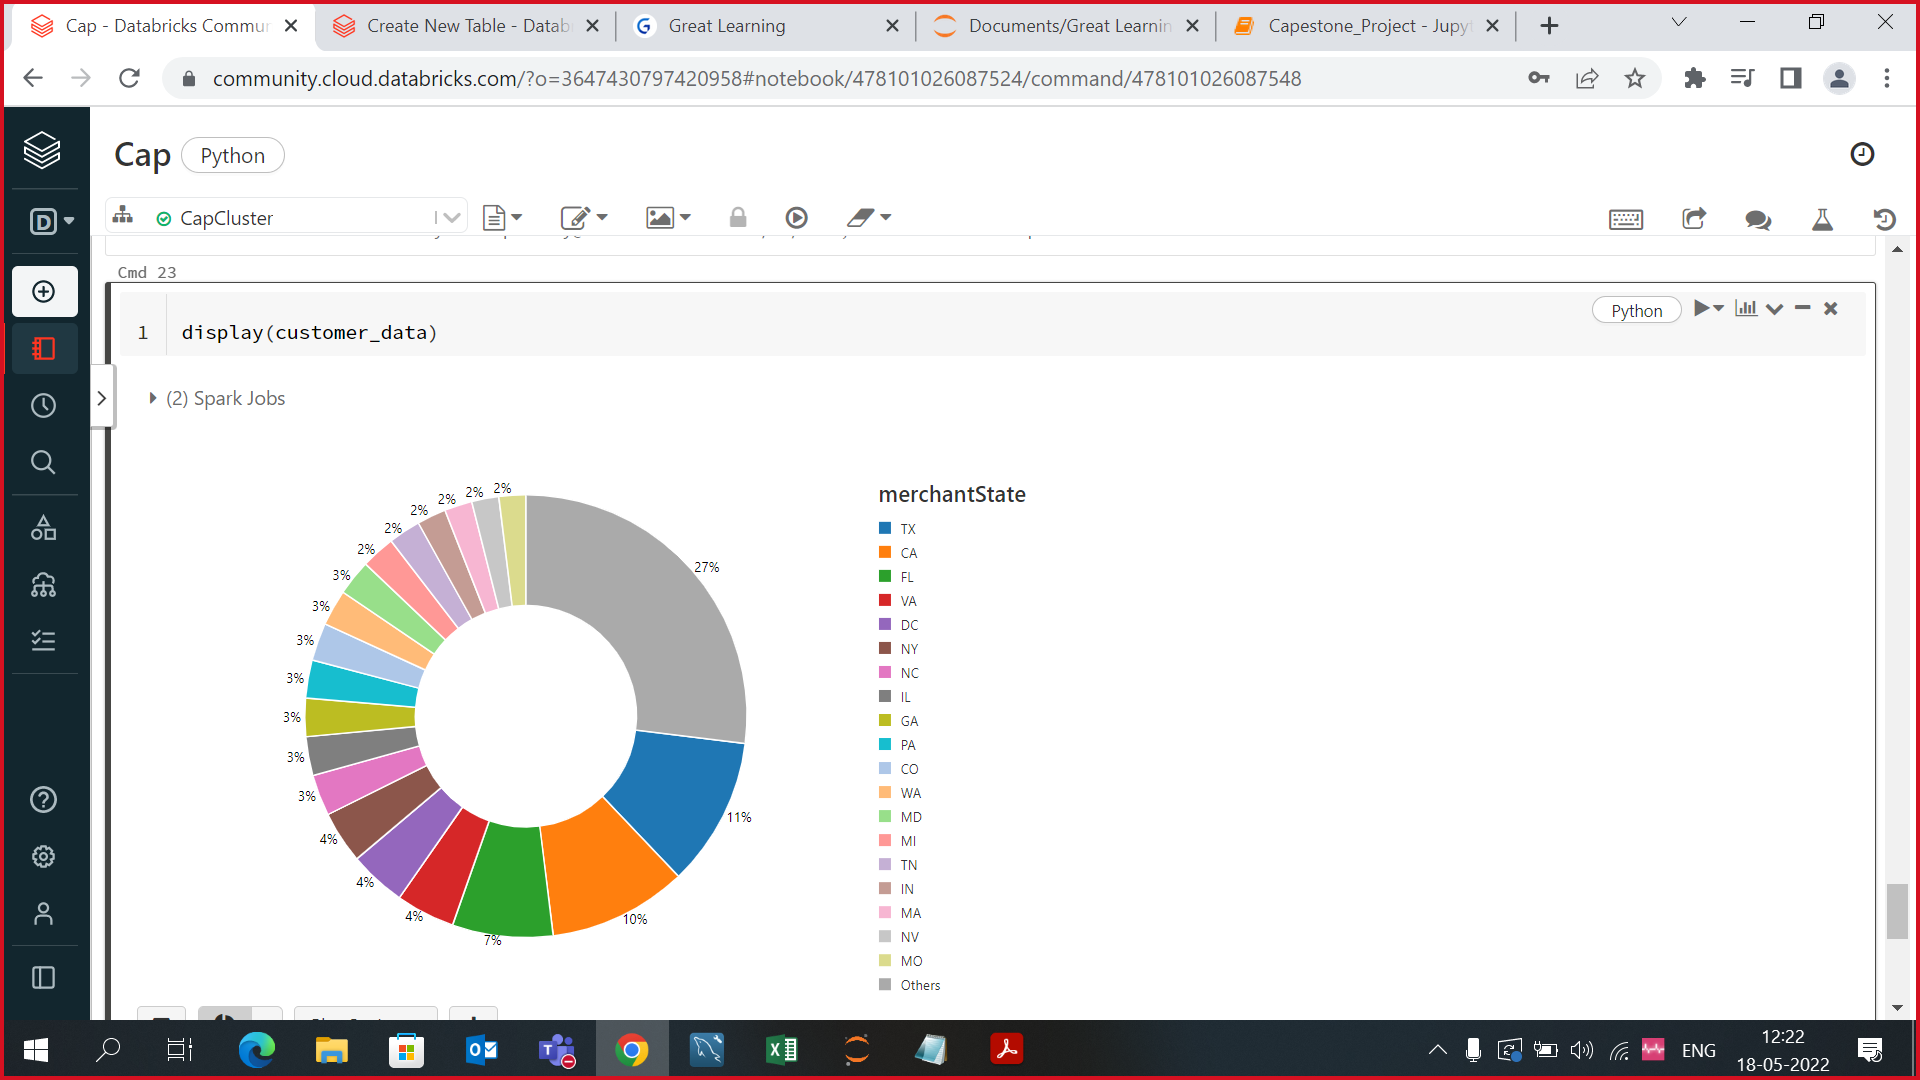 Cap - Databricks Commun
Create New Table - Datab
Great Learning
Documents/Great Learnin
Capestone_Project - Jupyt
community.cloud.databricks.com/?o=3647430797420958#notebook/478101026087524/command/478101026087548
Cap
Python
D
CapCluster
Cmd 23
Python
1
display(customer_data)
(2) Spark Jobs
2%
2%
2%
2%
2%
2%
3%
3%
3%
3%
3%
3%
3%
4%
4%
4%
7%
10%
11%
27%
merchantState
TX
CA
FL
VA
DC
NY
NC
IL
GA
PA
CO
WA
MD
MI
TN
IN
MA
NV
MO
Others
ENG
12:22
18-05-2022